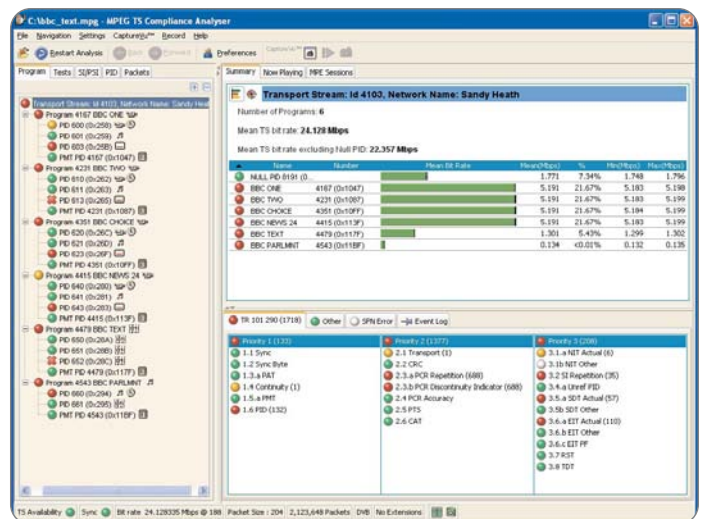 C:\bbc_text.mpg - MPEG TS Compliance Analyser
File Navigation Settings CaptureVu™ Record Help
Restart Analysis Back Forward Preferences CaptureVu™
Program Tests SI/PSI PID Packets
Transport Stream: Id 4103, Network Name: Sandy Heat
Program 4167 BBC ONE
PID 600 (0x258)
PID 601 (0x259)
PID 603 (0x25B)
PMT PID 4167 (0x1047)
Program 4231 BBC TWO
PID 610 (0x262)
PID 611 (0x263)
PID 613 (0x265)
PMT PID 4231 (0x1087)
Program 4351 BBC CHOICE
PID 620 (0x26C)
PID 621 (0x26D)
PID 623 (0x26F)
PMT PID 4351 (0x10FF)
Program 4415 BBC NEWS 24
PID 640 (0x280)
PID 641 (0x281)
PID 643 (0x283)
PMT PID 4415 (0x113F)
Program 4479 BBC TEXT
PID 650 (0x28A)
PID 651 (0x28B)
PID 652 (0x28C)
PMT PID 4479 (0x117F)
Program 4543 BBC PARLMNT
PID 660 (0x294)
PID 661 (0x295)
PMT PID 4543 (0x11BF)
Summary Now Playing MPE Sessions
Transport Stream: Id 4103, Network Name: Sandy Heath
Number of Programs: 6
Mean TS bitrate: 24.128 Mbps
Mean TS bitrate excluding Null PID: 22.357 Mbps
Name Number Mean Bit Rate Mean(Mbps) % Min(Mbps) Max(Mbps)
NULL PID 8191 (0... 1.771 7.34% 1.748 1.796
BBC ONE 4167 (0x1047) 5.191 21.67% 5.183 5.198
BBC TWO 4231 (0x1087) 5.191 21.67% 5.183 5.199
BBC CHOICE 4351 (0x10FF) 5.191 21.67% 5.184 5.199
BBC NEWS 24 4415 (0x113F) 5.191 21.67% 5.183 5.199
BBC TEXT 4479 (0x117F) 1.301 5.43% 1.299 1.302
BBC PARLMNT 4543 (0x11BF) 0.134 <0.01% 0.132 0.135
TR 101 290 (1718) Other SFN Error Event Log
Priority 1 (133)
1.1 Sync
1.2 Sync Byte
1.3.a PAT
1.4 Continuity (1)
1.5.a PMT
1.6 PID (132)
Priority 2 (1377)
2.1 Transport (1)
2.2 CRC
2.3.a PCR Repetition (688)
2.3.b PCR Discontinuity Indicator (688)
2.4 PCR Accuracy
2.5 PTS
2.6 CAT
Priority 3 (208)
3.1.a NIT Actual (6)
3.1b NIT Other
3.2 SI Repetition (35)
3.4.a Unref PID
3.5.a SDT Actual (57)
3.5b SDT Other
3.6.a EIT Actual (110)
3.6.b EIT Other
3.6.c EIT PF
3.7 RST
3.8 TDT
TS Availability Sync Bit rate 24.128335 Mbps @ 188 Packet Size : 204 2,123,648 Packets DVB No Extensions